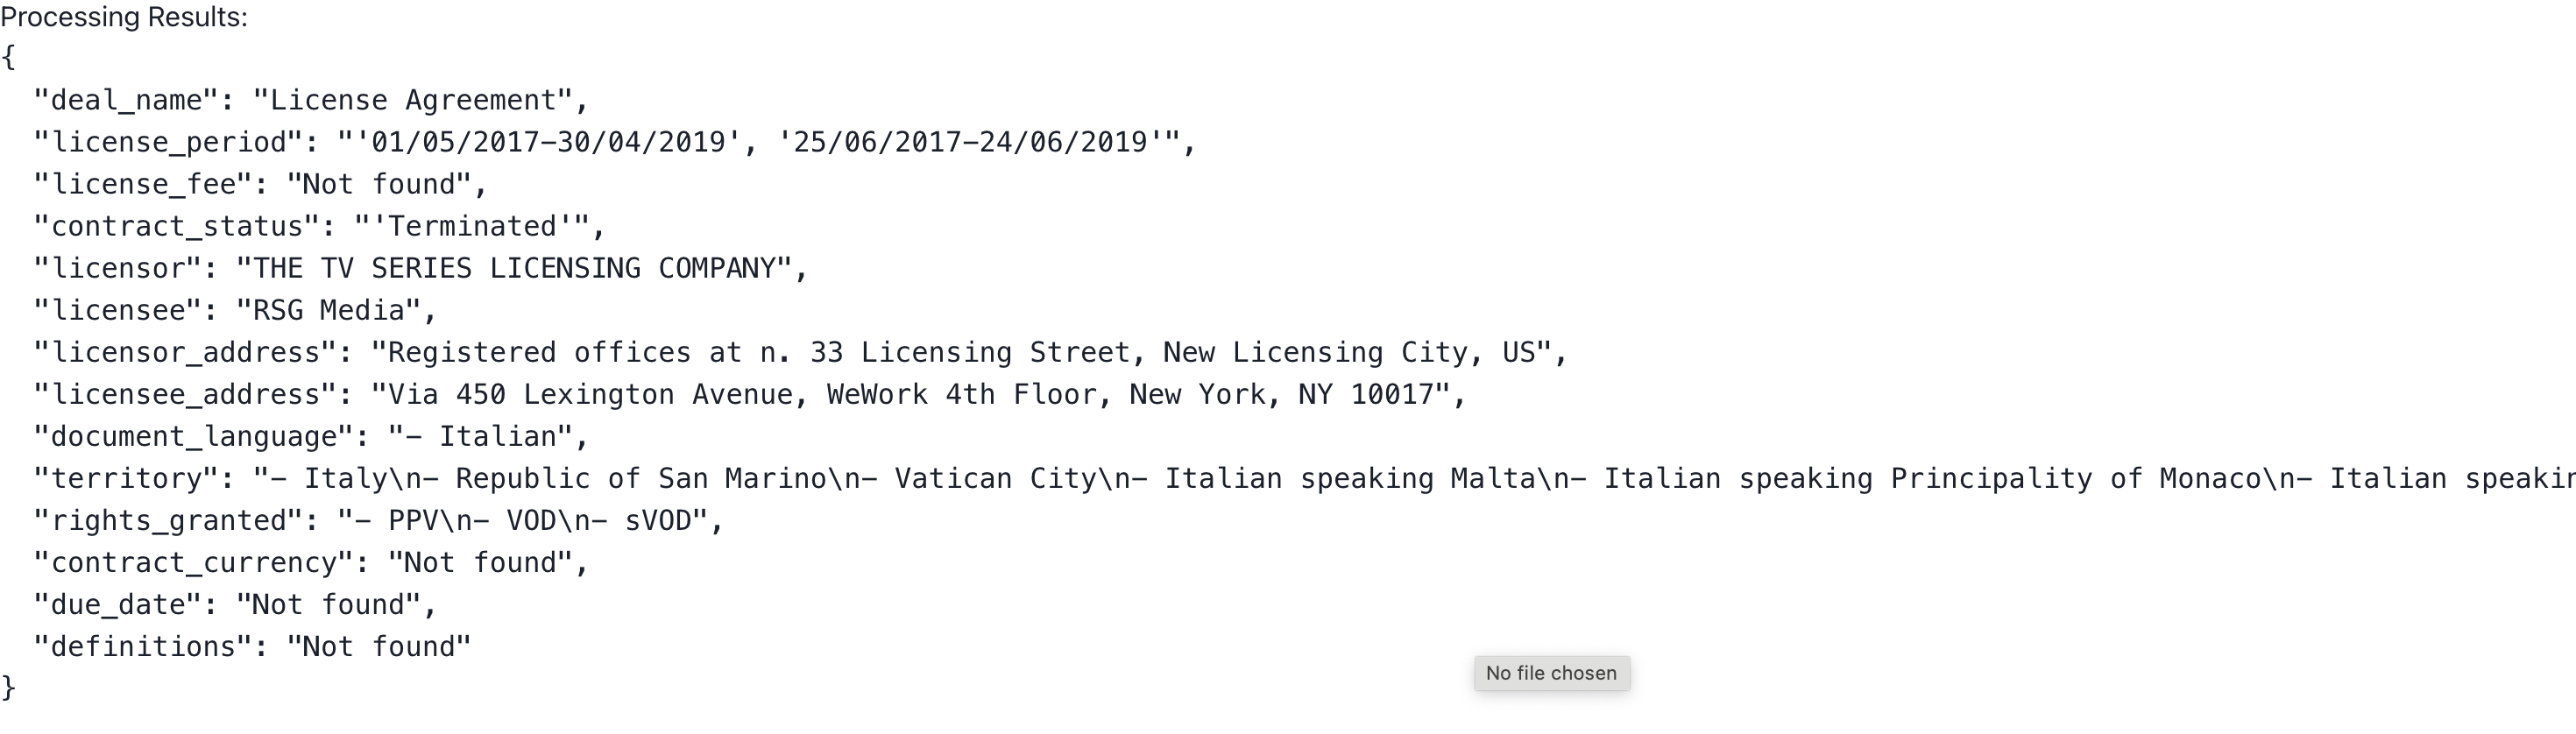 Processing Results:
{
  "deal_name": "License Agreement",
  "license_period": "'01/05/2017-30/04/2019', '25/06/2017-24/06/2019'",
  "license_fee": "Not found",
  "contract_status": "'Terminated'",
  "licensor": "THE TV SERIES LICENSING COMPANY",
  "licensee": "RSG Media",
  "licensor_address": "Registered offices at n. 33 Licensing Street, New Licensing City, US",
  "licensee_address": "Via 450 Lexington Avenue, WeWork 4th Floor, New York, NY 10017",
  "document_language": "- Italian",
  "territory": "- Italy\n- Republic of San Marino\n- Vatican City\n- Italian speaking Malta\n- Italian speaking Principality of Monaco\n- Italian
  "rights_granted": "- PPV\n- VOD\n- sVOD",
  "contract_currency": "Not found",
  "due_date": "Not found",
  "definitions": "Not found"
No file chosen
}